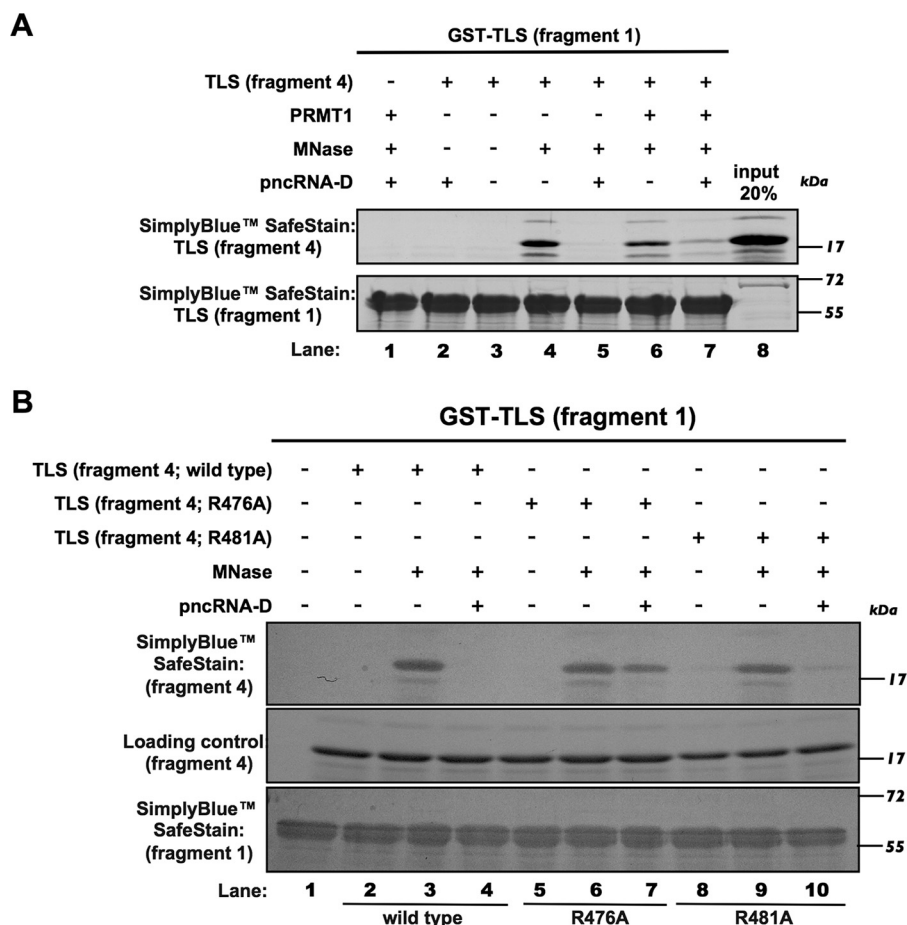 A
GST-TLS (fragment 1)
TLS (fragment 4) - + + + + + +
PRMT1 + - - - - + +
MNase + - - + + + +
pncRNA-D + + - - + - + input 20% kDa
SimplyBlue™ SafeStain:
TLS (fragment 4)
17
SimplyBlue™ SafeStain:
TLS (fragment 1)
72
55
Lane: 1 2 3 4 5 6 7 8
B
GST-TLS (fragment 1)
TLS (fragment 4; wild type) - + + + - - - - - -
TLS (fragment 4; R476A) - - - - + + + - - -
TLS (fragment 4; R481A) - - - - - - - + + +
MNase - - + + - + + - + +
pncRNA-D - - - + - - + - - + kDa
SimplyBlue™
SafeStain:
(fragment 4)
17
Loading control
(fragment 4)
17
SimplyBlue™
SafeStain:
(fragment 1)
72
55
Lane: 1 2 3 4 5 6 7 8 9 10
wild type R476A R481A